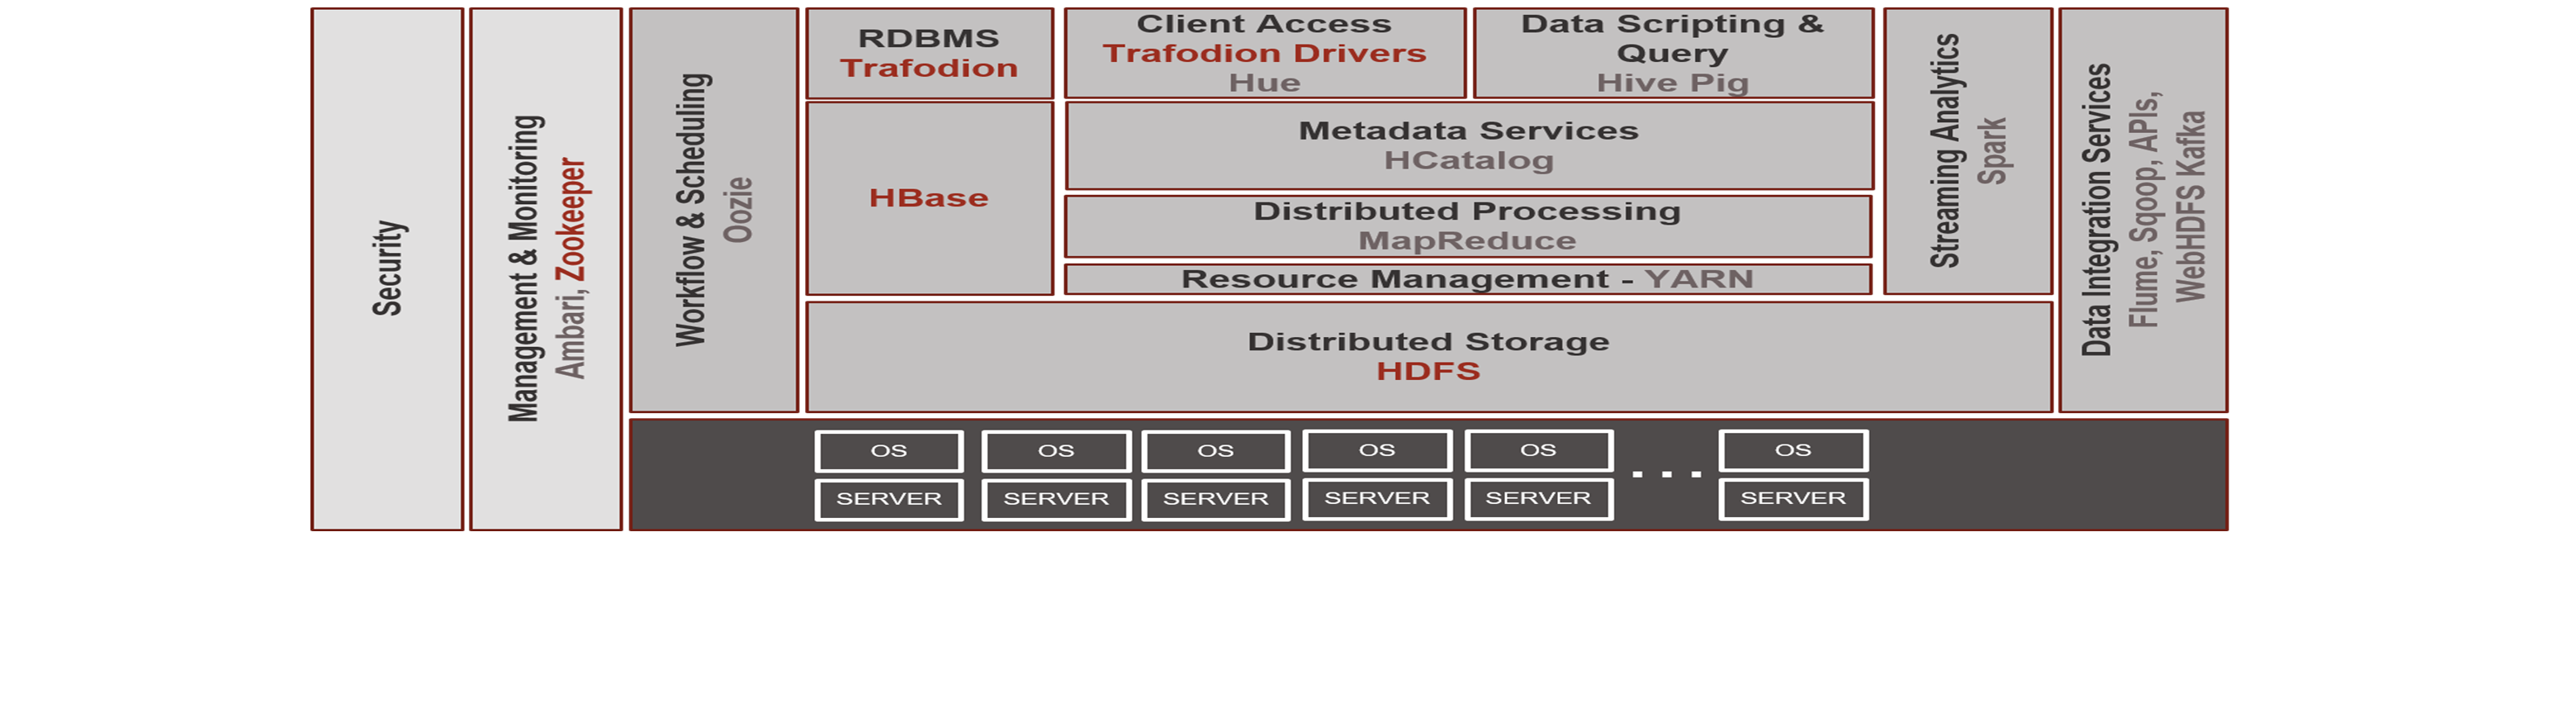 Security
Management & Monitoring
Ambari, Zookeeper
Workflow & Scheduling
Oozie
RDBMS
Trafodion
HBase
Client Access
Trafodion Drivers
Hue
Data Scripting &
Query
Hive Pig
Metadata Services
HCatalog
Distributed Processing
MapReduce
Resource Management - YARN
Streaming Analytics
Spark
Data Integration Services
Flume, Sqoop, APIs,
WebHDFS Kafka
Distributed Storage
HDFS
OS OS OS OS OS ... OS
SERVER SERVER SERVER SERVER SERVER SERVER